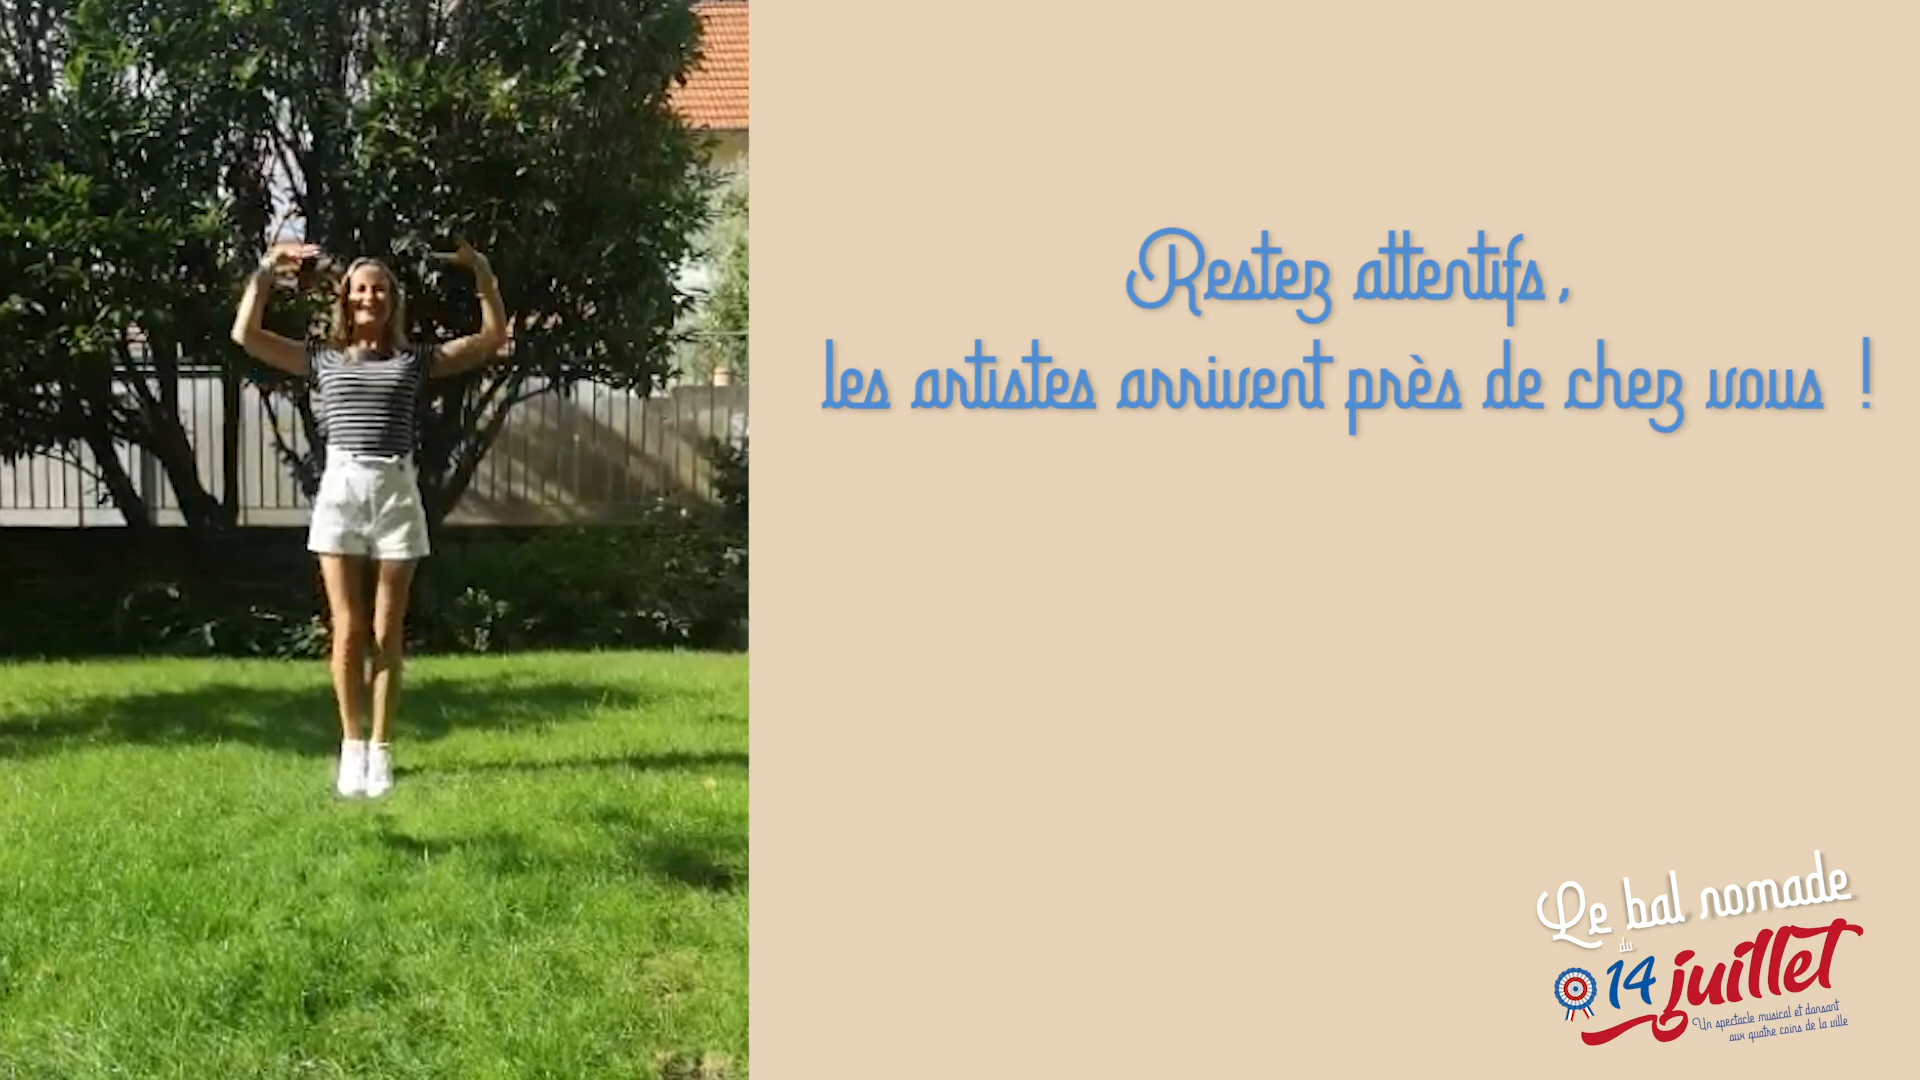 Restez attentifs,
les artistes arrivent près de chez vous !
Le bal nomade
du
14 juillet
Un spectacle musical et dansant
aux quatre coins de la ville